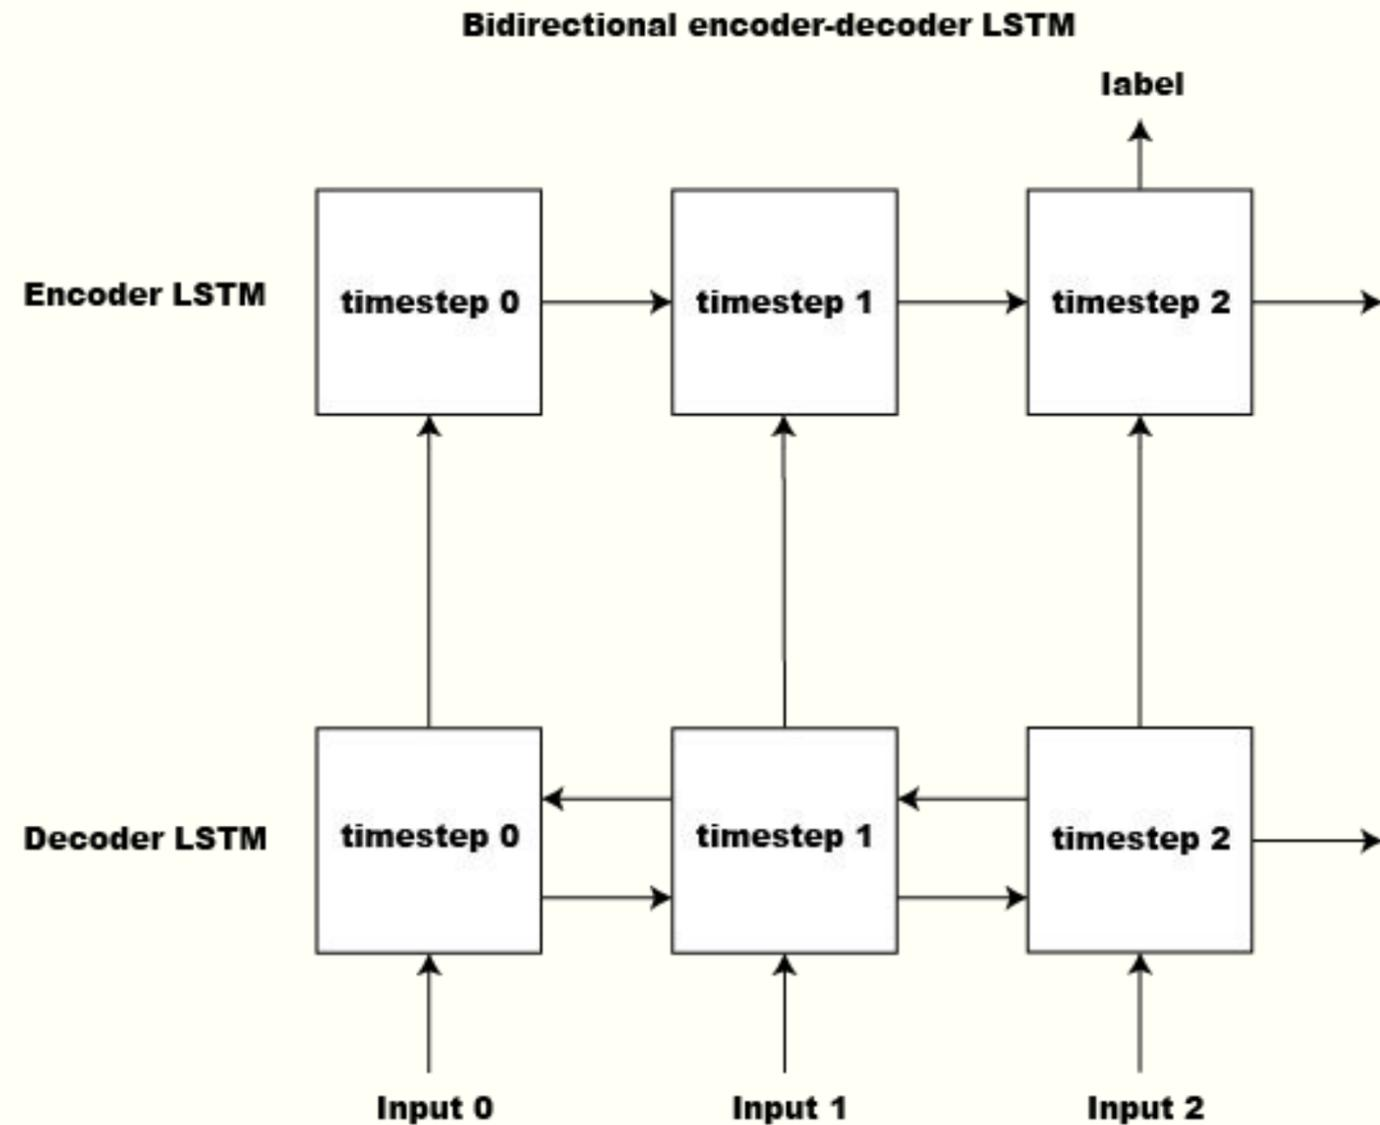 Bidirectional encoder-decoder LSTM
label
Encoder LSTM
timestep 0
timestep 1
timestep 2
Decoder LSTM
timestep 0
timestep 1
timestep 2
Input 0
Input 1
Input 2